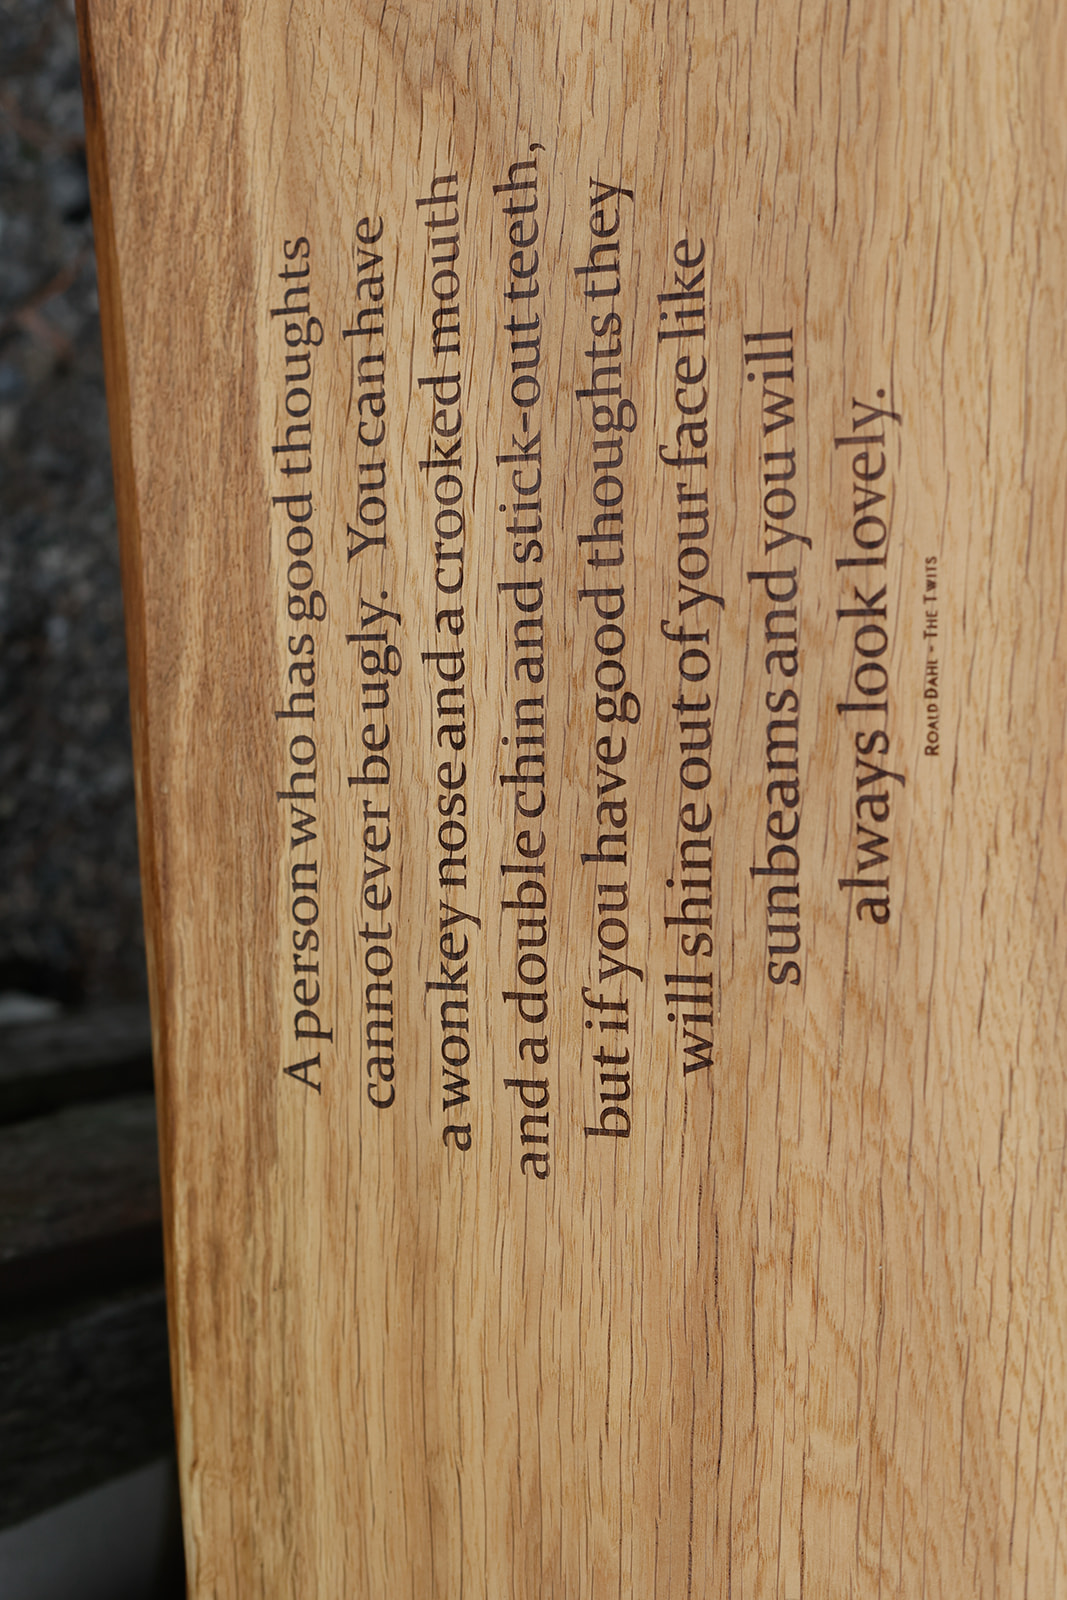 A person who has good thoughts
cannot ever be ugly. You can have
a wonkey nose and a crooked mouth
and a double chin and stick-out teeth,
but if you have good thoughts they
will shine out of your face like
sunbeams and you will
always look lovely.
ROALD DAHL - THE TWITS